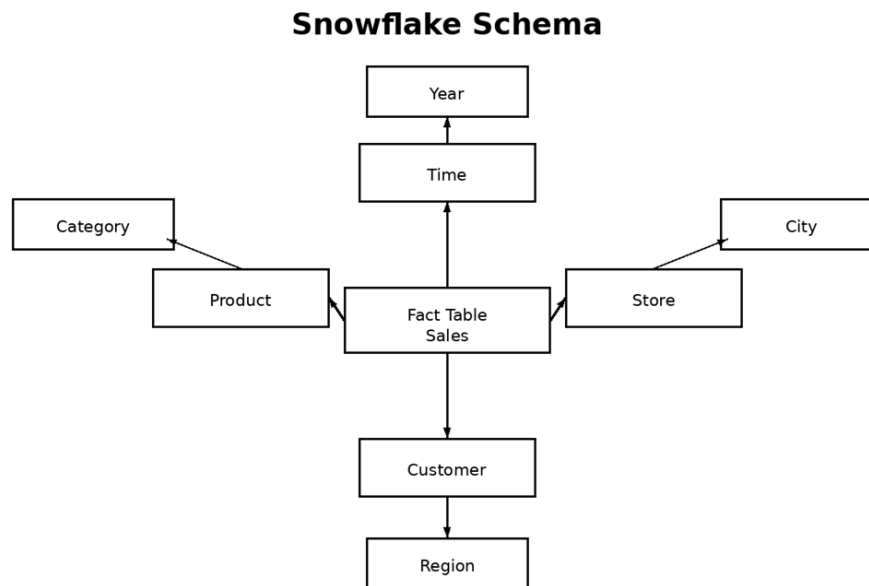 Snowflake Schema
Year
Time
Category
City
Product
Fact Table
Sales
Store
Customer
Region